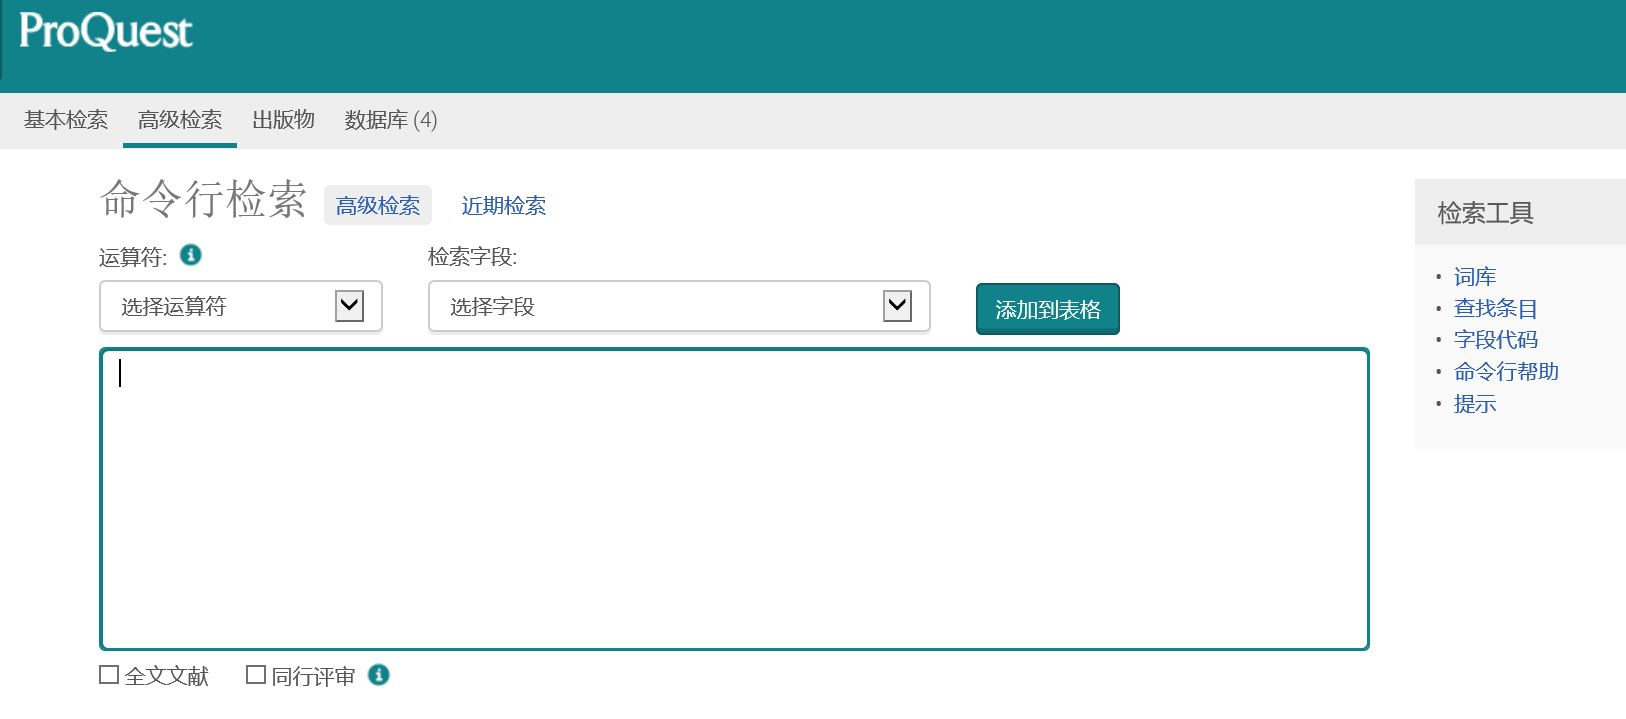 ProQuest
基本检索 高级检索 出版物 数据库 (4)
命令行检索 高级检索 近期检索
检索工具
运算符: i 检索字段:
选择运算符 选择字段 添加到表格
• 词库
• 查找条目
• 字段代码
• 命令行帮助
• 提示
全文文献 同行评审 i